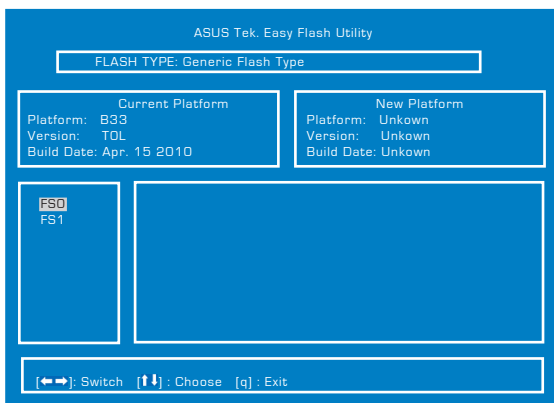 ASUS Tek. Easy Flash Utility
FLASH TYPE: Generic Flash Type
Current Platform
Platform: B33
Version: TOL
Build Date: Apr. 15 2010
New Platform
Platform: Unkown
Version: Unkown
Build Date: Unkown
FS0
FS1
[←→]: Switch [↑↓] : Choose [q] : Exit